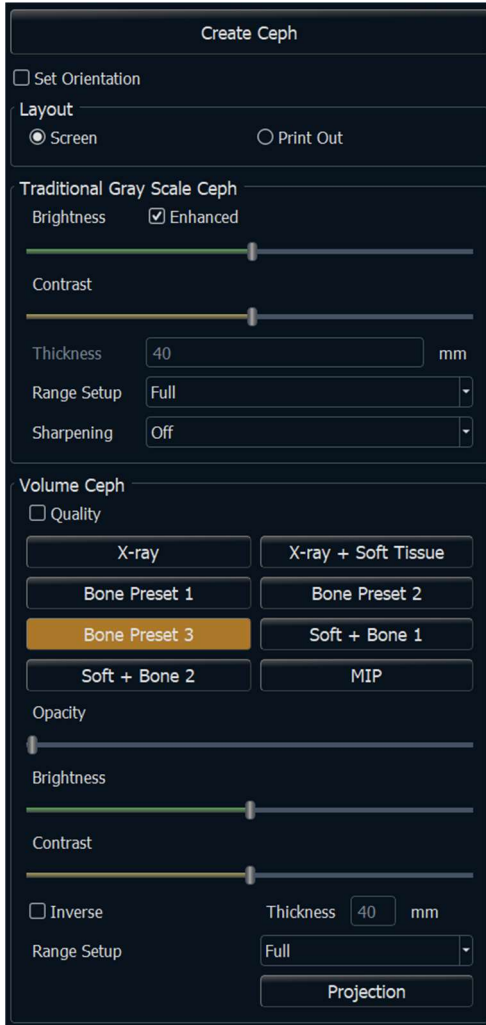 Create Ceph
Set Orientation
Layout
Screen Print Out
Traditional Gray Scale Ceph
Brightness Enhanced
Contrast
Thickness 40 mm
Range Setup Full
Sharpening Off
Volume Ceph
Quality
X-ray X-ray + Soft Tissue
Bone Preset 1 Bone Preset 2
Bone Preset 3 Soft + Bone 1
Soft + Bone 2 MIP
Opacity
Brightness
Contrast
Inverse Thickness 40 mm
Range Setup Full
Projection